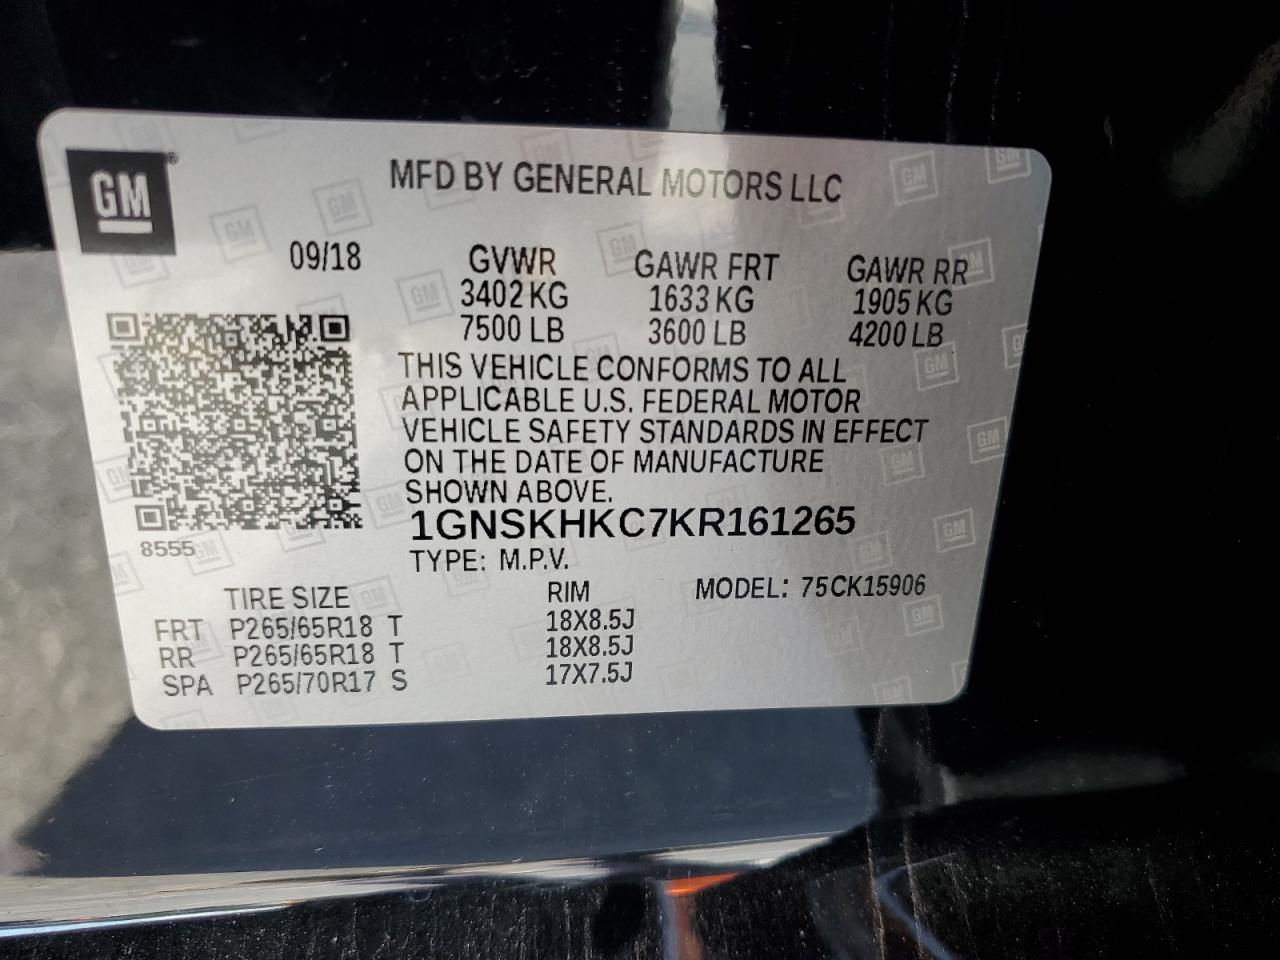 GM
MFD BY GENERAL MOTORS LLC
09/18 GVWR GAWR FRT GAWR RR
3402 KG 1633 KG 1905 KG
7500 LB 3600 LB 4200 LB
THIS VEHICLE CONFORMS TO ALL
APPLICABLE U.S. FEDERAL MOTOR
VEHICLE SAFETY STANDARDS IN EFFECT
ON THE DATE OF MANUFACTURE
SHOWN ABOVE.
1GNSKHKC7KR161265
8555
TYPE: M.P.V.
TIRE SIZE RIM MODEL: 75CK15906
FRT P265/65R18 T 18X8.5J
RR P265/65R18 T 18X8.5J
SPA P265/70R17 S 17X7.5J